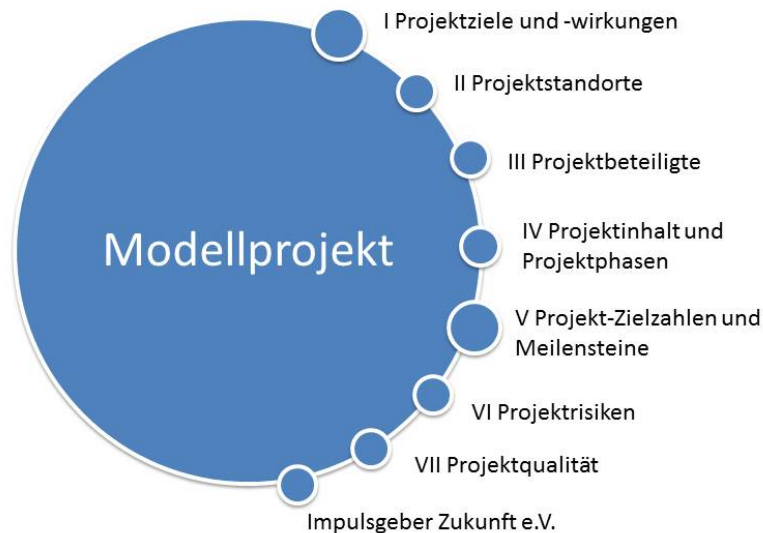 I Projektziele und -wirkungen
II Projektstandorte
III Projektbeteiligte
Modellprojekt
IV Projektinhalt und
Projektphasen
V Projekt-Zielzahlen und
Meilensteine
VI Projektrisiken
VII Projektqualität
Impulsgeber Zukunft e.V.